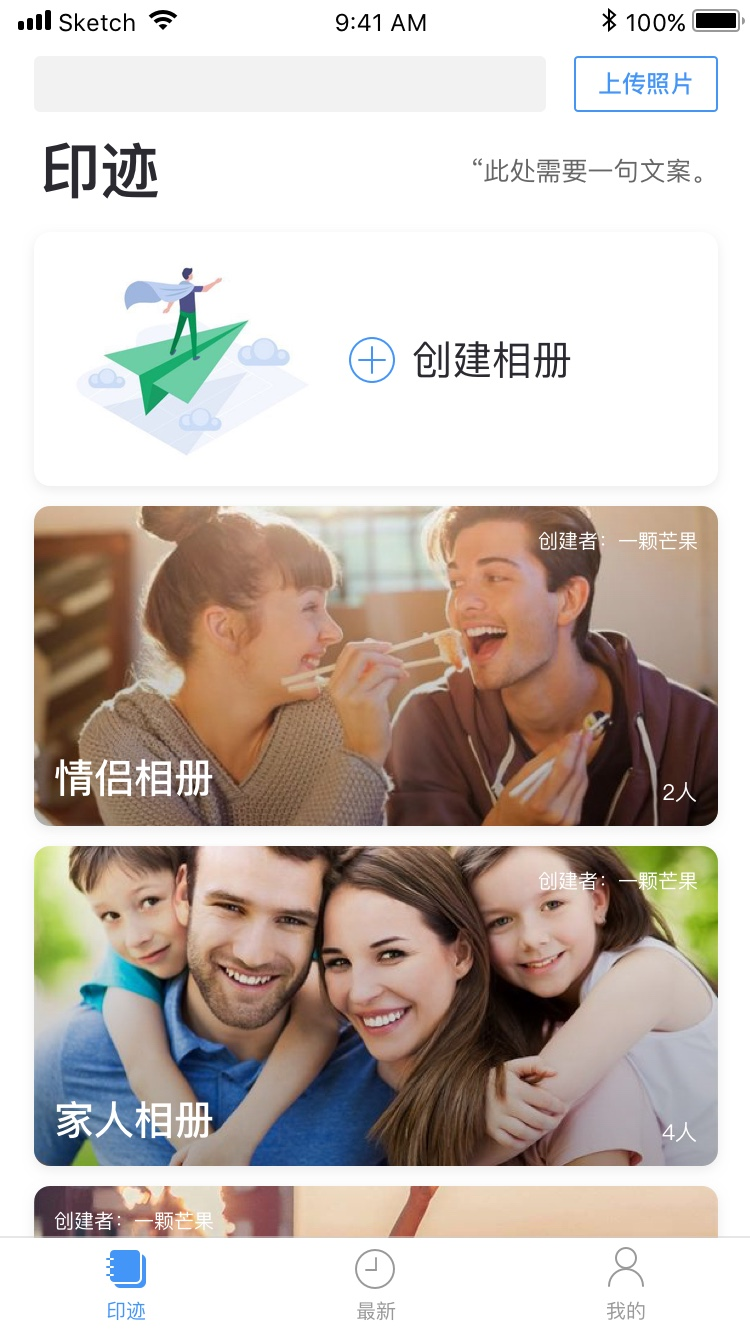 Sketch 9:41 AM 100%
上传照片
印迹 “此处需要一句文案。
创建相册
创建者：一颗芒果
情侣相册
2人
创建者：一颗芒果
家人相册
4人
创建者：一颗芒果
印迹 最新 我的